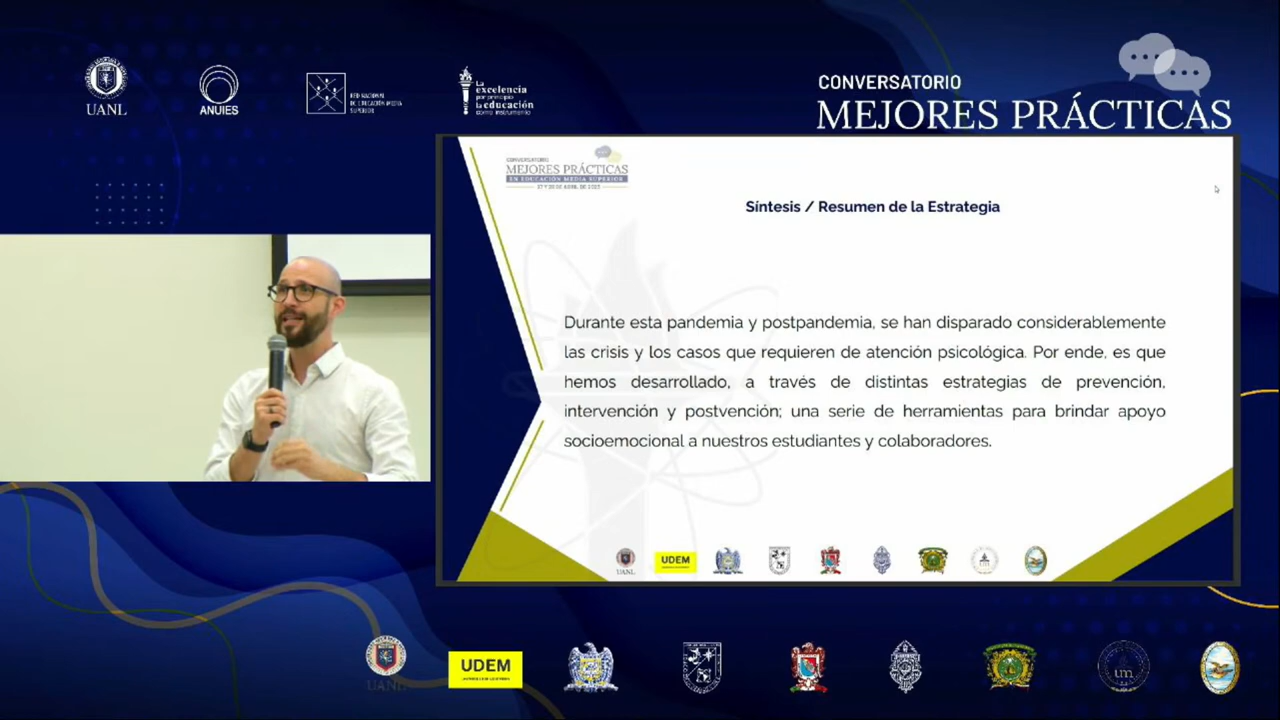 UANL
ANUIES
RED NACIONAL
DE EDUCACIÓN MEDIA
SUPERIOR
La
excelencia
por principio
la educación
como instrumento
CONVERSATORIO
MEJORES PRÁCTICAS
CONVERSATORIO
MEJORES PRÁCTICAS
EN EDUCACIÓN MEDIA SUPERIOR
Síntesis / Resumen de la Estrategia
Durante esta pandemia y postpandemia, se han disparado considerablemente
las crisis y los casos que requieren de atención psicológica. Por ende, es que
hemos desarrollado, a través de distintas estrategias de prevención,
intervención y postvención; una serie de herramientas para brindar apoyo
socioemocional a nuestros estudiantes y colaboradores.
UANL
UDEM
UANL
UDEM
um